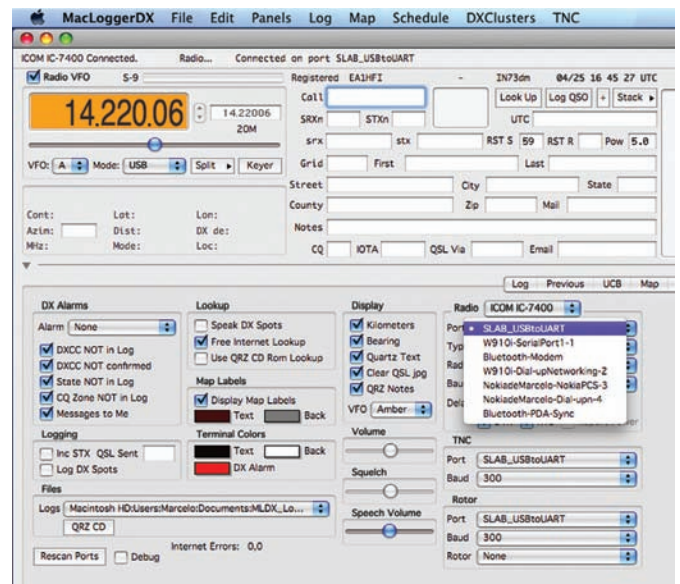 MacLoggerDX File Edit Panels Log Map Schedule DXClusters TNC
ICOM IC-7400 Connected. Radio... Connected on port SLAB_USBtoUART
Radio VFO S-9 Registered EA1HFI - IN73dn 04/25 16 45 27 UTC
14.220.06 14.22006
20M
Call Look Up Log QSO + Stack
SRXn STXn UTC
srx stx RST S 59 RST R Pow 5.0
VFO: A Mode: USB Split Keyer Grid First Last
Street City State
County Zip Mail
Cont: Lot: Lon:
Notes
Azim: Dist: DX de:
MHz: Mode: Loc:
CQ IOTA QSL Via Email
Log Previous UCB Map
DX Alarms Lookup Display Radio ICOM IC-7400
Alarm None
Speak DX Spots
Free Internet Lookup
Use QRZ CD Rom Lookup
Kilometers
Bearing
Quartz Text
Clear QSL jpg
QRZ Notes
VFO Amber
DXCC NOT in Log
DXCC NOT confirmed
State NOT in Log
CQ Zone NOT in Log
Messages to Me
Map Labels
Display Map Labels
Text Back
Port SLAB_USBtoUART
W910i-SerialPort1-1
Bluetooth-Modem
W910i-Dial-upNetworking-2
NokiadeMarcelo-NokiaPCS-3
NokiadeMarcelo-Dial-upn-4
Bluetooth-PDA-Sync
Logging
Inc STX QSL Sent
Log DX Spots
Terminal Colors
Text Back
DX Alarm
Volume
Squelch
Speech Volume
TNC
Port SLAB_USBtoUART
Baud 300
Rotor
Port SLAB_USBtoUART
Baud 300
Rotor None
Files
Logs Macintosh HD:Users:Marcelo:Documents:MLDX_Lo...
QRZ CD
Rescan Ports Debug Internet Errors: 0,0